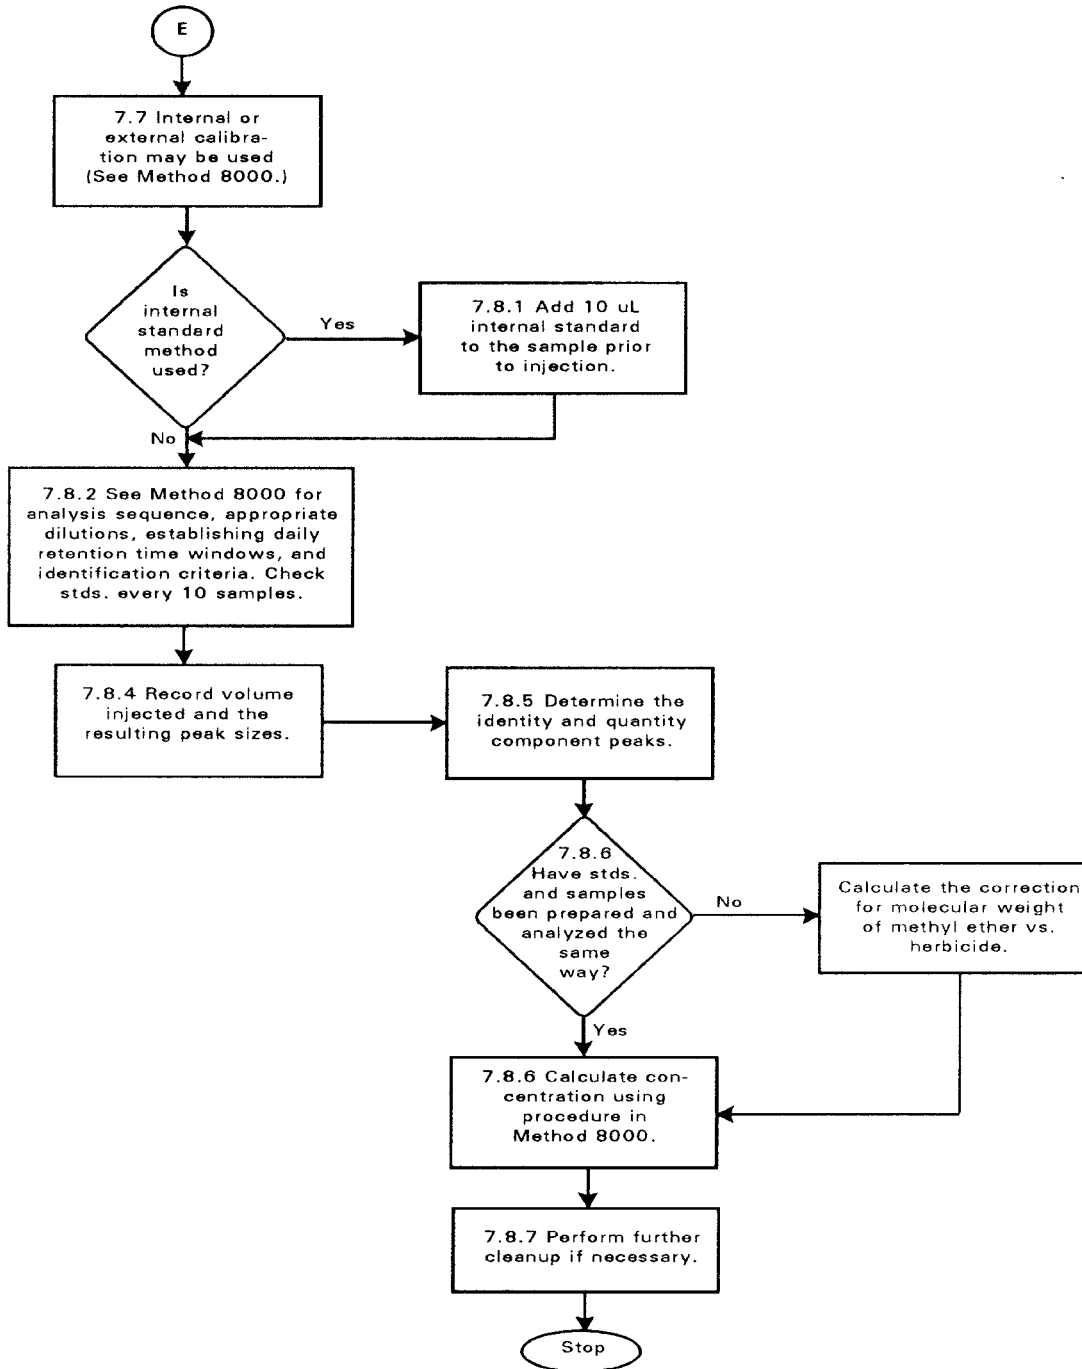 E
7.7 Internal or
external calibra-
tion may be used
(See Method 8000.)
Is
internal
standard
method
used?
Yes
7.8.1 Add 10 uL
internal standard
to the sample prior
to injection.
No
7.8.2 See Method 8000 for
analysis sequence, appropriate
dilutions, establishing daily
retention time windows, and
identification criteria. Check
stds. every 10 samples.
7.8.4 Record volume
injected and the
resulting peak sizes.
7.8.5 Determine the
identity and quantity
component peaks.
7.8.6
Have stds.
and samples
been prepared and
analyzed the
same
way?
No
Calculate the correction
for molecular weight
of methyl ether vs.
herbicide.
Yes
7.8.6 Calculate con-
centration using
procedure in
Method 8000.
7.8.7 Perform further
cleanup if necessary.
Stop